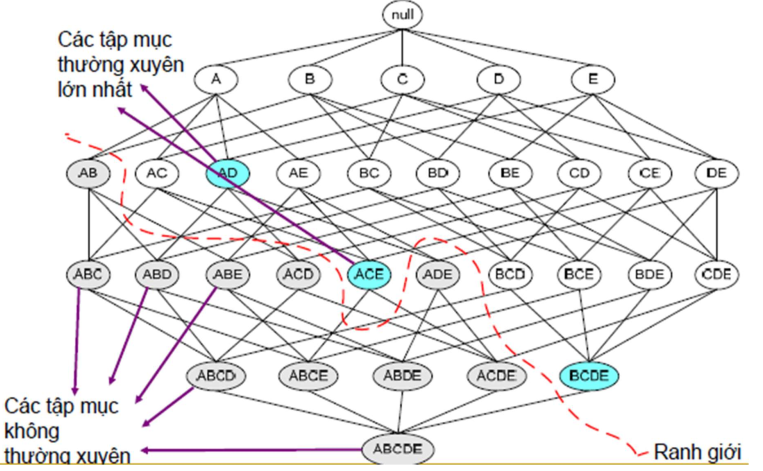 null
Các tập mục
thường xuyên
lớn nhất
A B C D E
AB AC AD AE BC BD BE CD CE DE
ABC ABD ABE ACD ACE ADE BCD BCE BDE CDE
ABCD ABCE ABDE ACDE BCDE
Các tập mục
không
thường xuyên
ABCDE
Ranh giới